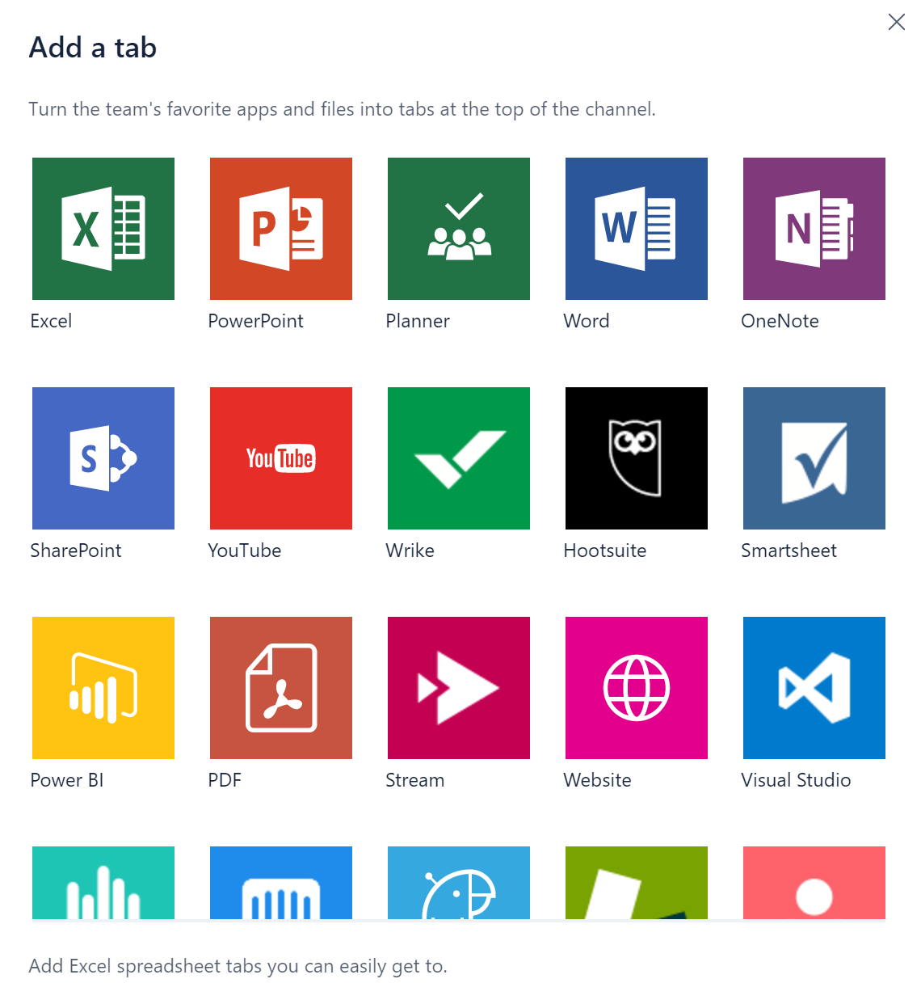 Add a tab
Turn the team's favorite apps and files into tabs at the top of the channel.
X
P
W
N
Excel
PowerPoint
Planner
Word
OneNote
S
YouTube
SharePoint
YouTube
Wrike
Hootsuite
Smartsheet
Power BI
PDF
Stream
Website
Visual Studio
Add Excel spreadsheet tabs you can easily get to.